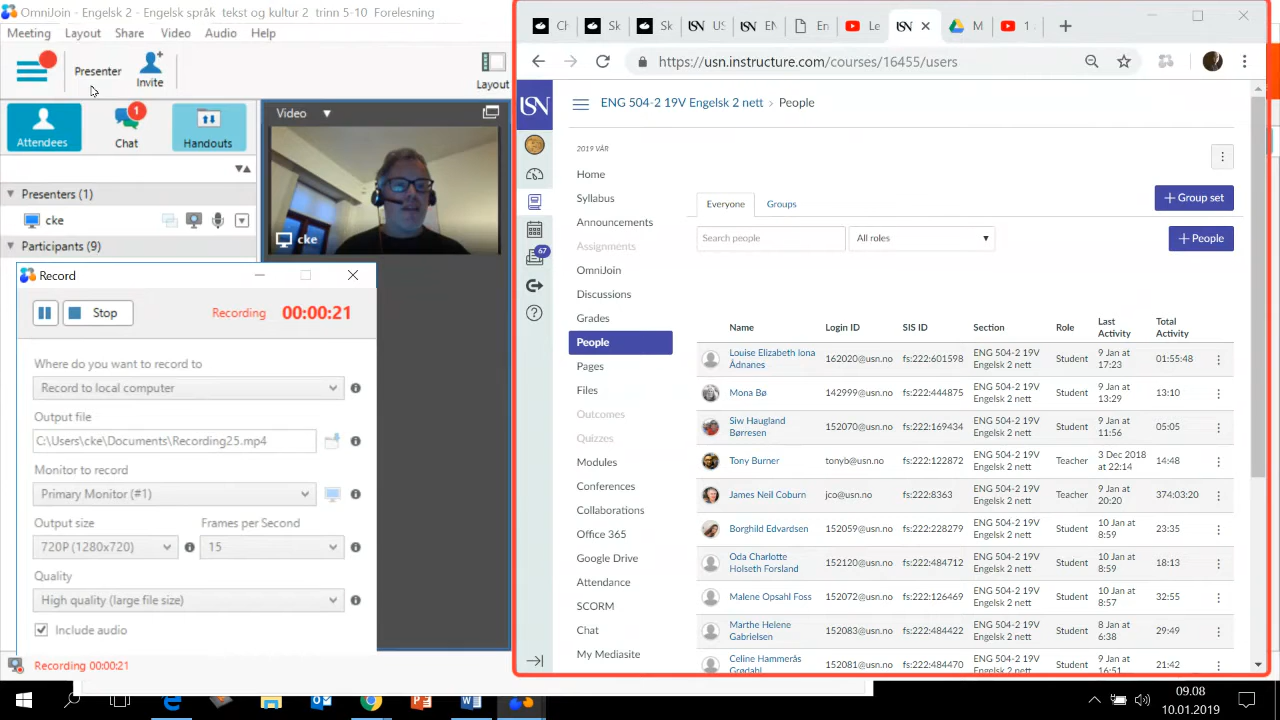 OmniJoin - Engelsk 2 - Engelsk språk tekst og kultur 2 trinn 5-10 Forelesning
Meeting Layout Share Video Audio Help
Presenter
Invite
Layout
Attendees
Chat
1
Handouts
Presenters (1)
cke
Participants (9)
Video
cke
Record
Stop
Recording 00:00:21
Where do you want to record to
Record to local computer
Output file
C:\Users\cke\Documents\Recording25.mp4
Monitor to record
Primary Monitor (#1)
Output size Frames per Second
720P (1280x720) 15
Quality
High quality (large file size)
Include audio
Recording 00:00:21
Sk
Sk
USN
USN EN
En
Le
USN
M
https://usn.instructure.com/courses/16455/users
USN
67
ENG 504-2 19V Engelsk 2 nett › People
2019 VÅR
Home
Syllabus
Announcements
Assignments
OmniJoin
Discussions
Grades
People
Pages
Files
Outcomes
Quizzes
Modules
Conferences
Collaborations
Office 365
Google Drive
Attendance
SCORM
Chat
My Mediasite
Everyone Groups
+ Group set
Search people All roles + People
Name Login ID SIS ID Section Role Last Activity Total Activity
Louise Elizabeth Iona Ådnanes 162020@usn.no fs:222:601598 ENG 504-2 19V Engelsk 2 nett Student 9 Jan at 17:23 01:55:48
Mona Bø 142999@usn.no fs:222:444875 ENG 504-2 19V Engelsk 2 nett Student 9 Jan at 13:29 13:10
Siw Haugland Børresen 152070@usn.no fs:222:169434 ENG 504-2 19V Engelsk 2 nett Student 9 Jan at 11:56 05:05
Tony Burner tonyb@usn.no fs:222:122872 ENG 504-2 19V Engelsk 2 nett Teacher 3 Dec 2018 at 22:14 14:48
James Neil Coburn jco@usn.no fs:222:8363 ENG 504-2 19V Engelsk 2 nett Teacher 9 Jan at 20:20 374:03:20
Borghild Edvardsen 152059@usn.no fs:222:228279 ENG 504-2 19V Engelsk 2 nett Student 10 Jan at 8:59 23:35
Oda Charlotte Holseth Forsland 152120@usn.no fs:222:484712 ENG 504-2 19V Engelsk 2 nett Student 10 Jan at 8:59 18:13
Malene Opsahl Foss 152072@usn.no fs:222:126469 ENG 504-2 19V Engelsk 2 nett Student 10 Jan at 8:57 32:55
Marthe Helene Gabrielsen 152083@usn.no fs:222:484422 ENG 504-2 19V Engelsk 2 nett Student 8 Jan at 6:38 29:49
Celine Hammerås Grødahl 152081@usn.no fs:222:484470 ENG 504-2 19V Engelsk 2 nett Student 9 Jan at 16:51 21:42
09.08
10.01.2019